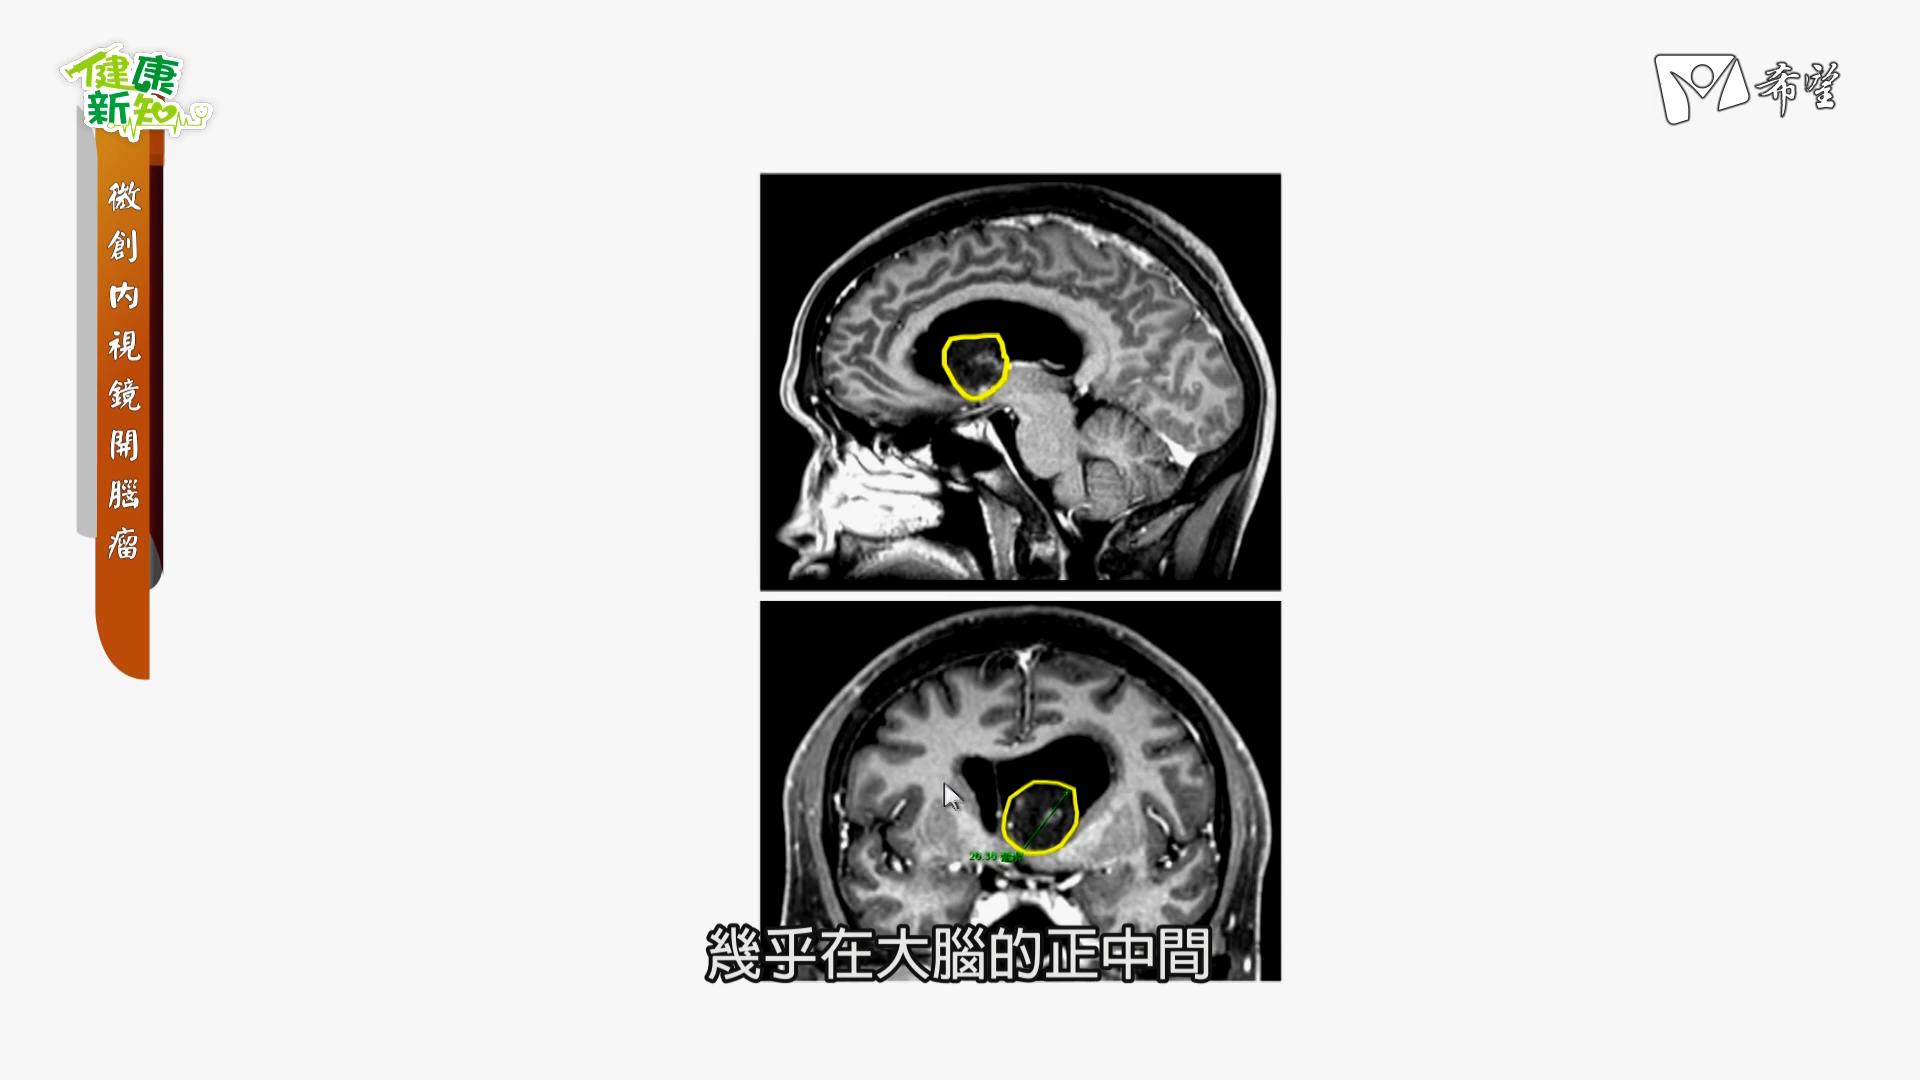 健康
新知
希望
微創內視鏡開腦瘤
幾乎在大腦的正中間